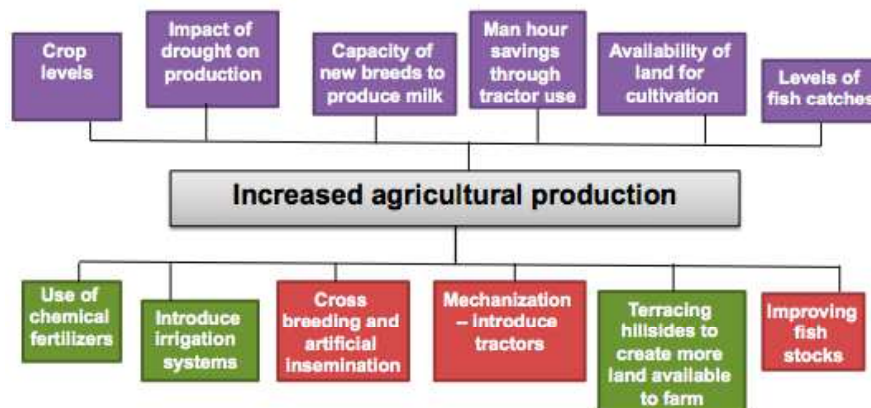 Crop
levels
Impact of
drought on
production
Capacity of
new breeds to
produce milk
Man hour
savings
through
tractor use
Availability of
land for
cultivation
Levels of
fish catches
Increased agricultural production
Use of
chemical
fertilizers
Introduce
irrigation
systems
Cross
breeding and
artificial
insemination
Mechanization
– introduce
tractors
Terracing
hillsides to
create more
land available
to farm
Improving
fish
stocks